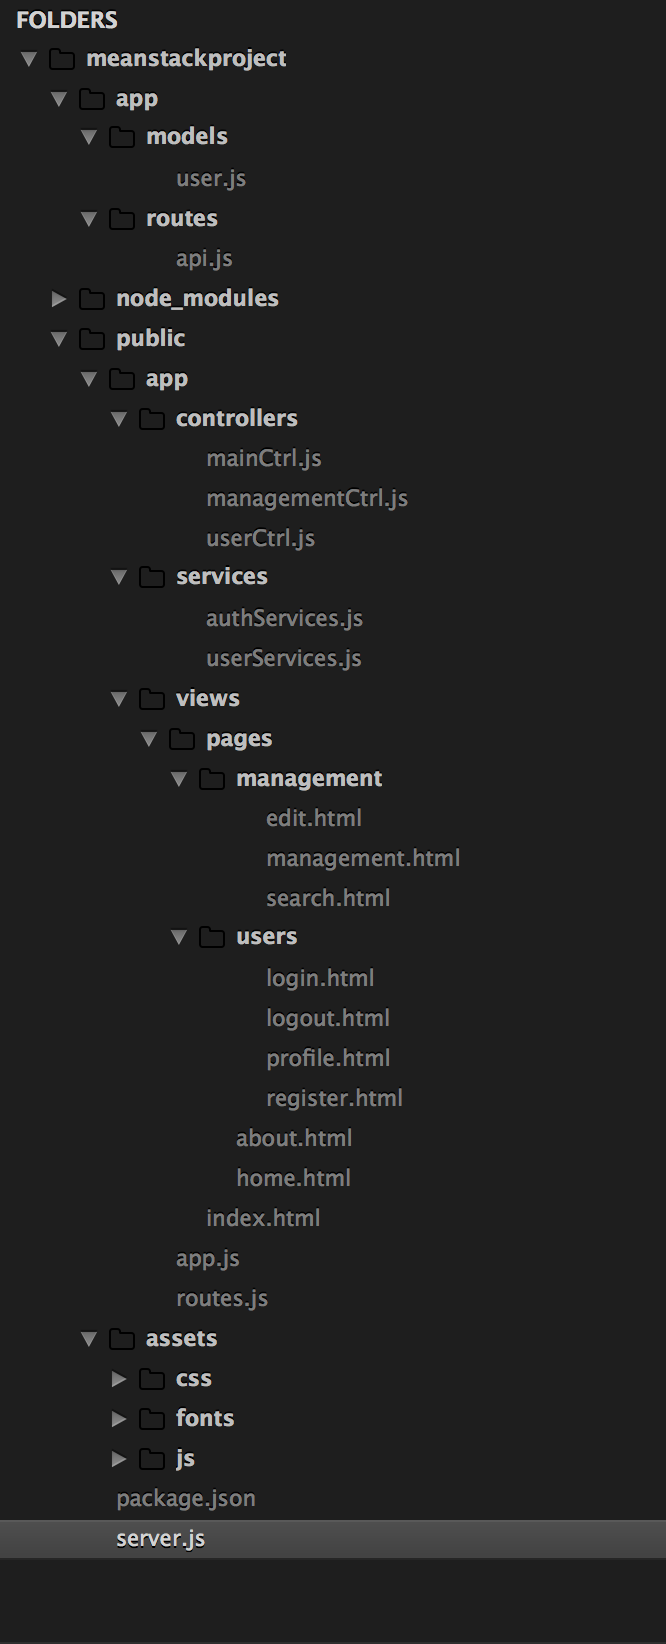 FOLDERS
meanstackproject
app
models
user.js
routes
api.js
node_modules
public
app
controllers
mainCtrl.js
managementCtrl.js
userCtrl.js
services
authServices.js
userServices.js
views
pages
management
edit.html
management.html
search.html
users
login.html
logout.html
profile.html
register.html
about.html
home.html
index.html
app.js
routes.js
assets
css
fonts
js
package.json
server.js